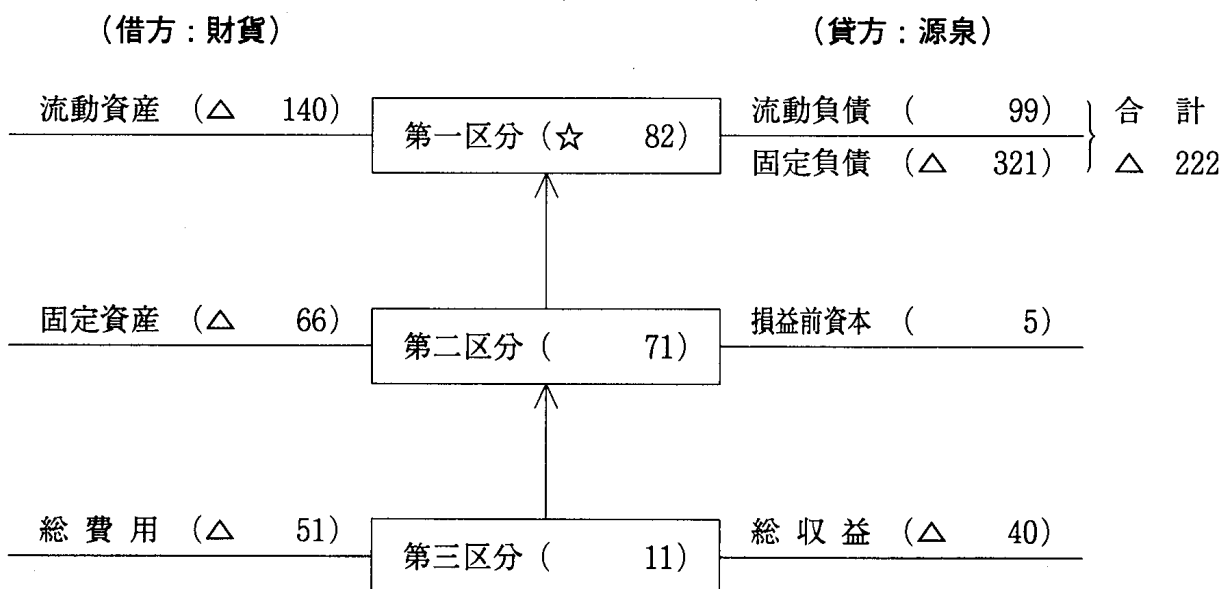 (借方:財貨) (貸方:源泉)
流動資産 (△ 140) 第一区分 (☆ 82) 流動負債 ( 99) 合 計
固定負債 (△ 321) △ 222
固定資産 (△ 66) 第二区分 ( 71) 損益前資本 ( 5)
総費用 (△ 51) 第三区分 ( 11) 総収益 (△ 40)